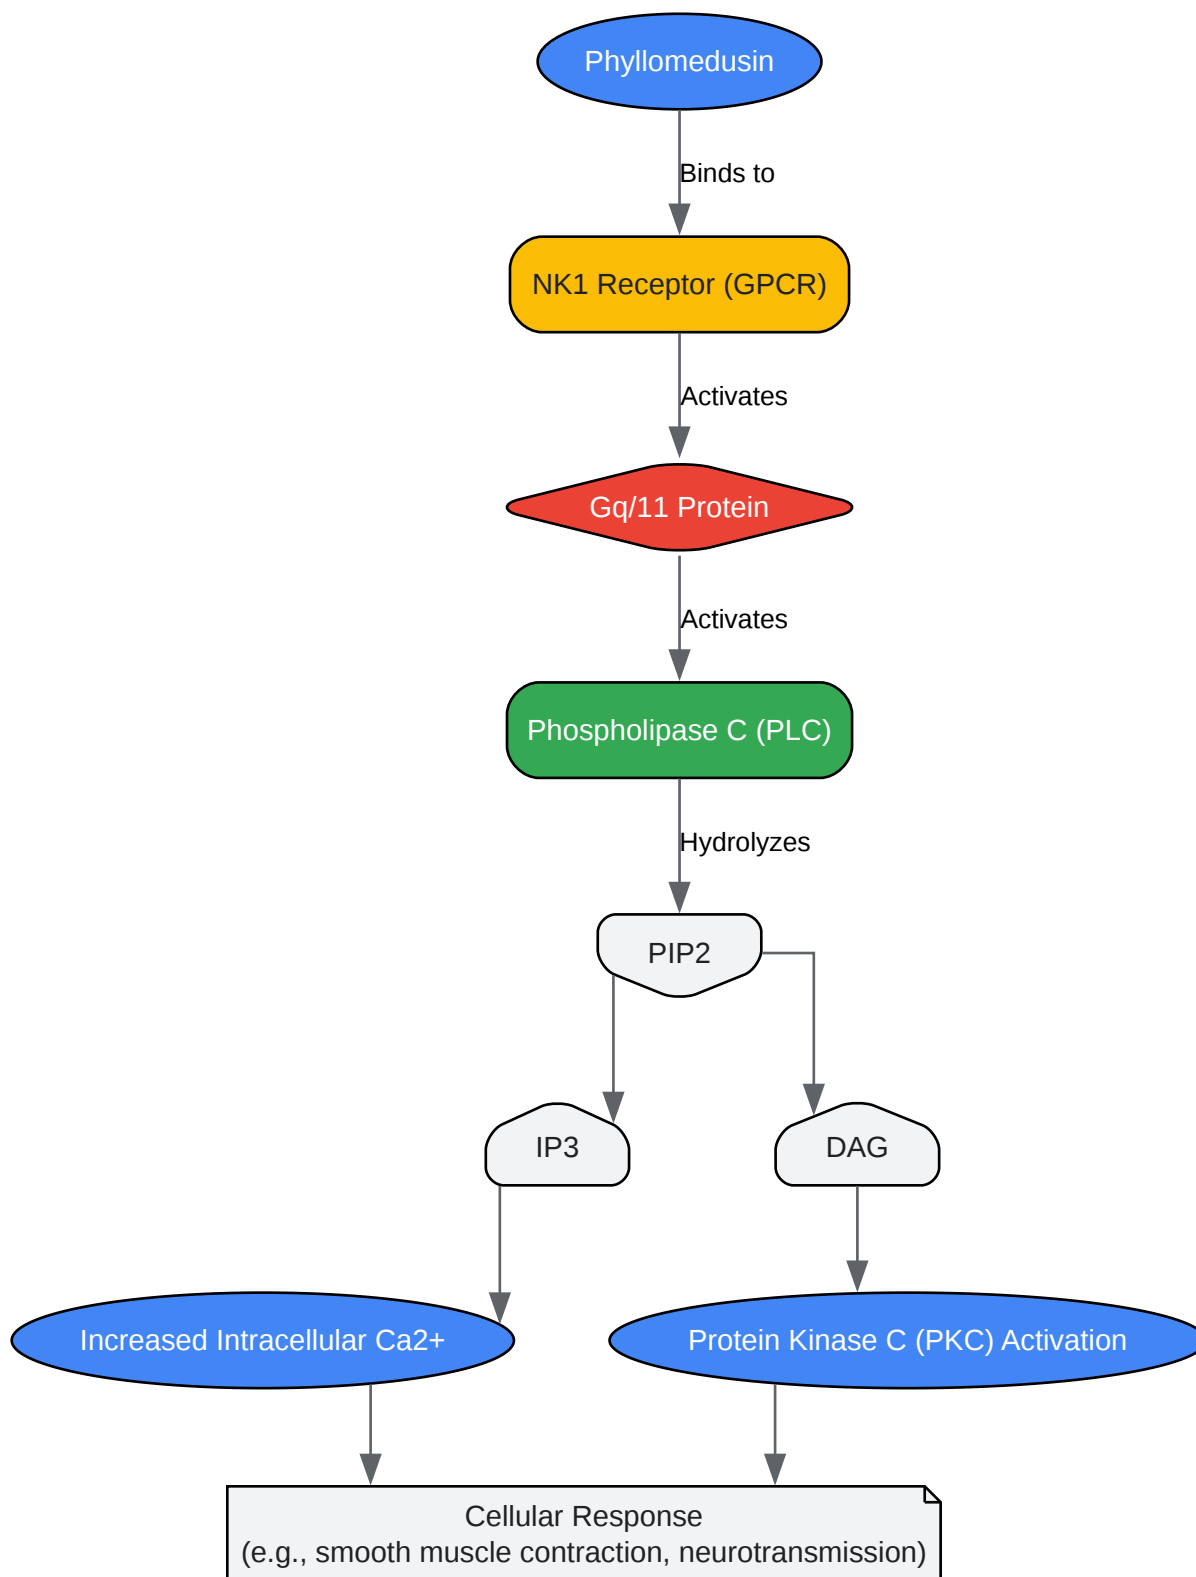 Phyllomedusin
Binds to
NK1 Receptor (GPCR)
Activates
Gq/11 Protein
Activates
Phospholipase C (PLC)
Hydrolyzes
PIP2
IP3
DAG
Increased Intracellular Ca2+
Protein Kinase C (PKC) Activation
Cellular Response
(e.g., smooth muscle contraction, neurotransmission)